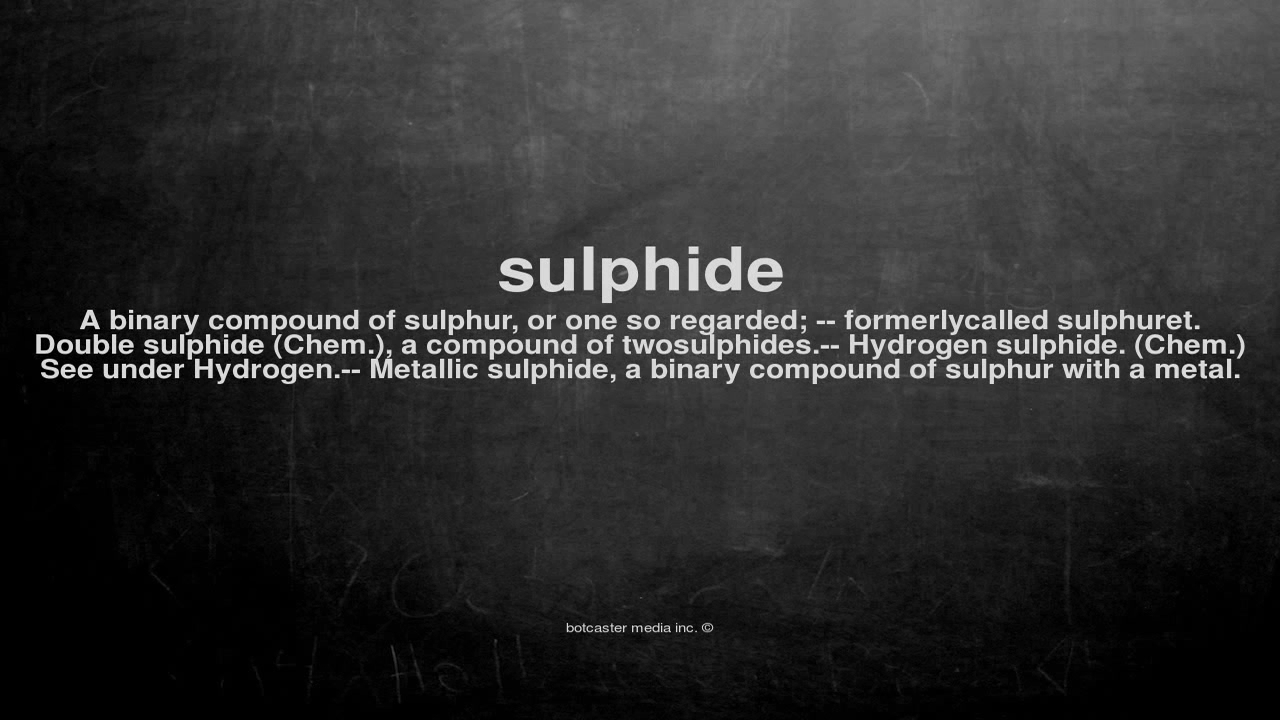 sulphide
A binary compound of sulphur, or one so regarded; -- formerlycalled sulphuret.
Double sulphide (Chem.), a compound of twosulphides.-- Hydrogen sulphide. (Chem.)
See under Hydrogen.-- Metallic sulphide, a binary compound of sulphur with a metal.
botcaster media inc. ©